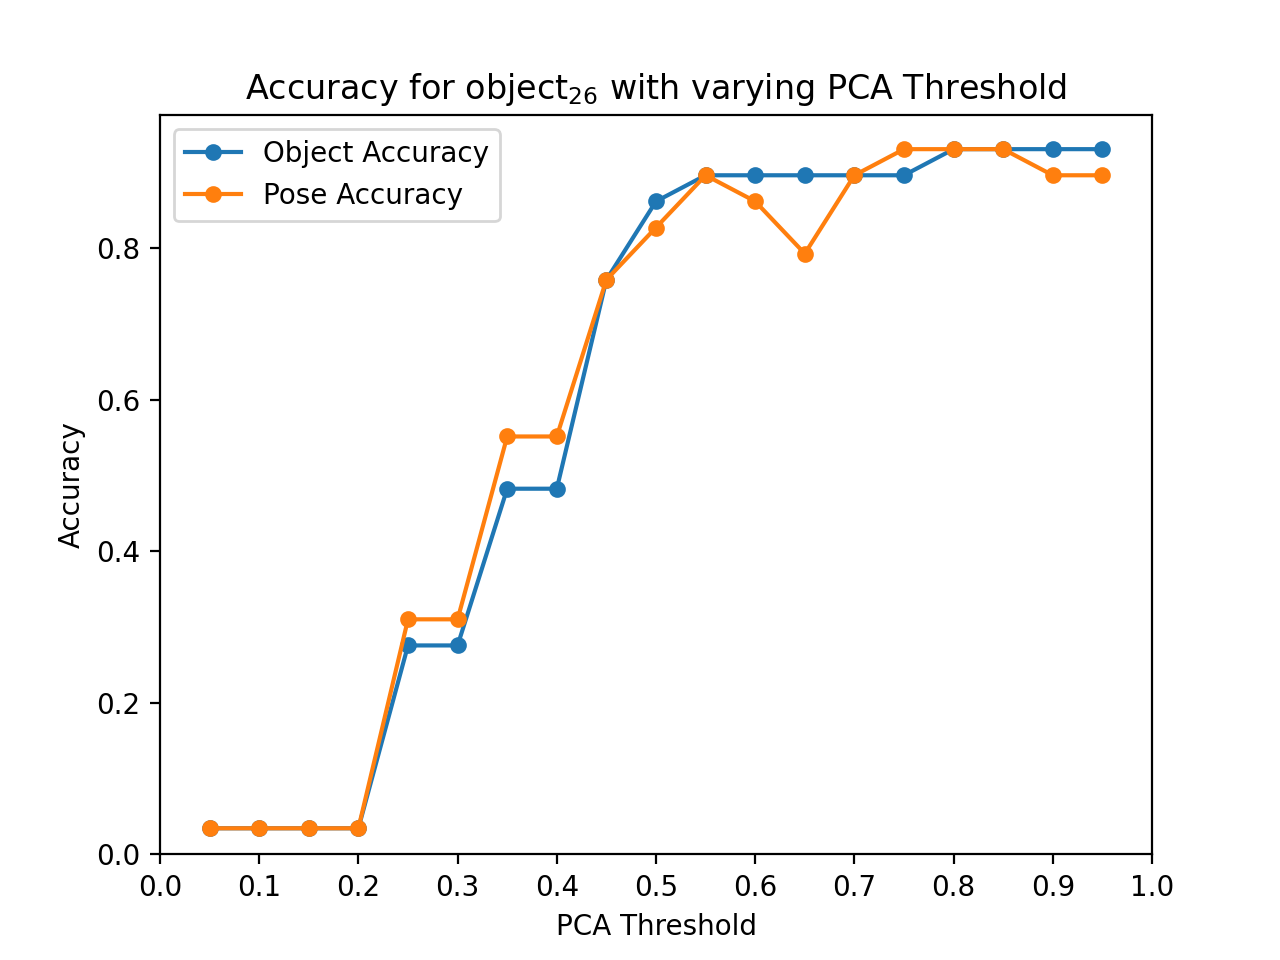 Accuracy for object₂₆ with varying PCA Threshold
Object Accuracy
Pose Accuracy
0.8
0.6
0.4
0.2
0.0
Accuracy
0.0 0.1 0.2 0.3 0.4 0.5 0.6 0.7 0.8 0.9 1.0
PCA Threshold